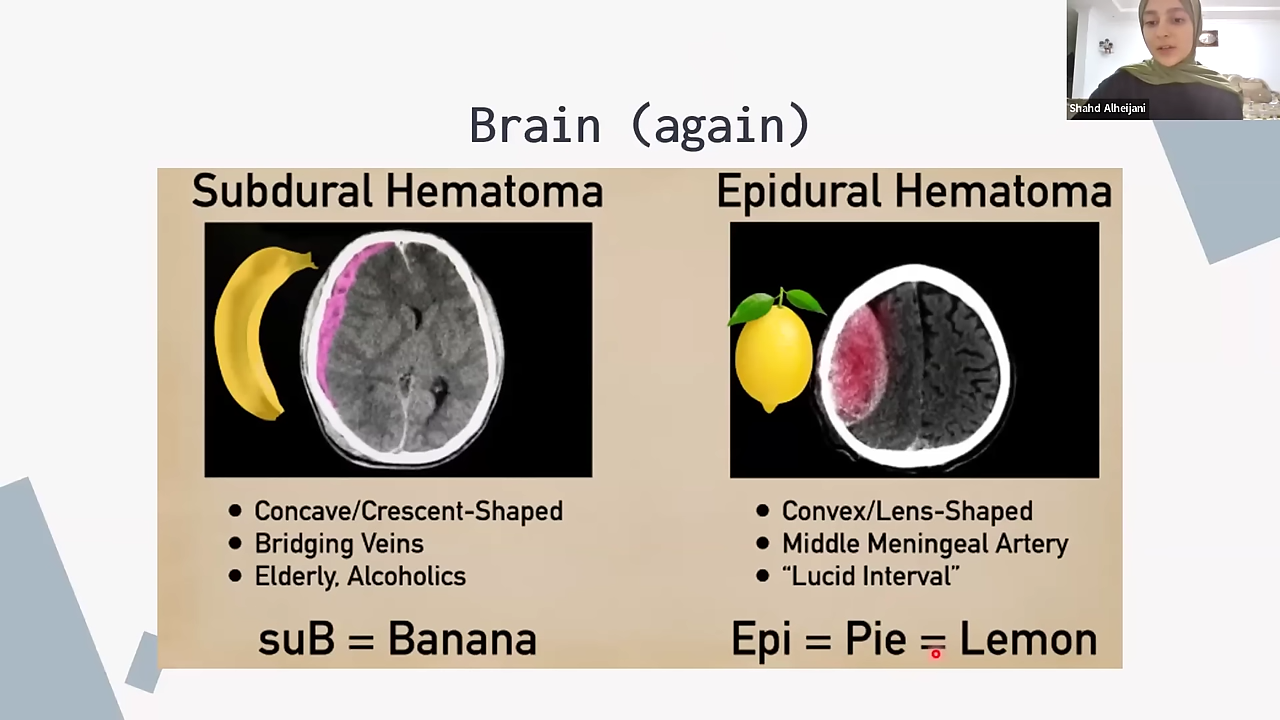 Shahd Alheijani
Brain (again)
Subdural Hematoma
• Concave/Crescent-Shaped
• Bridging Veins
• Elderly, Alcoholics
suB = Banana
Epidural Hematoma
• Convex/Lens-Shaped
• Middle Meningeal Artery
• “Lucid Interval”
Epi = Pie = Lemon